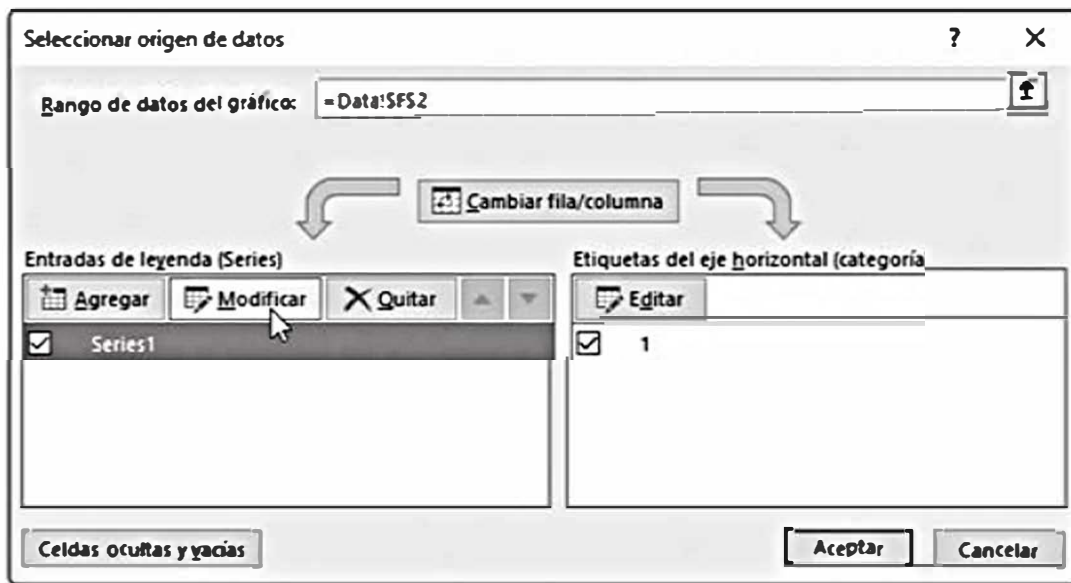 Seleccionar origen de datos ? X
Rango de datos del gráfico: =Data!$F$2
Cambiar fila/columna
Entradas de leyenda (Series)
Etiquetas del eje horizontal (categoría
Agregar Modificar Quitar
Editar
Series1
1
Celdas ocultas y vacías
Aceptar Cancelar